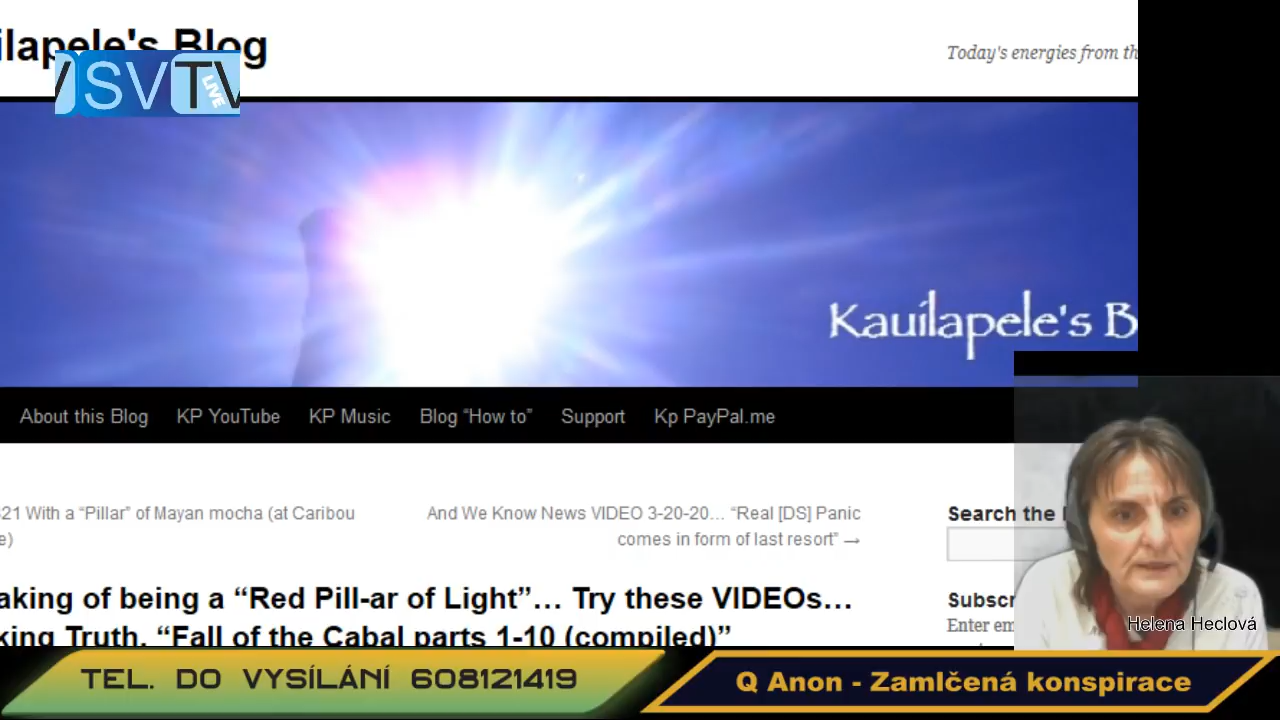 ilapele's Blog
SVTV
LIVE
Today's energies from th
Kauilapele's B
About this Blog KP YouTube KP Music Blog “How to” Support Kp PayPal.me
21 With a “Pillar” of Mayan mocha (at Caribou
e)
And We Know News VIDEO 3-20-20… “Real [DS] Panic
comes in form of last resort” →
Search the
aking of being a “Red Pill-ar of Light”… Try these VIDEOs…
king Truth. “Fall of the Cabal parts 1-10 (compiled)”
Subscr
Enter em
Helena Heclová
TEL. DO VYSÍLÁNÍ 608121419
Q Anon - Zamlčená konspirace